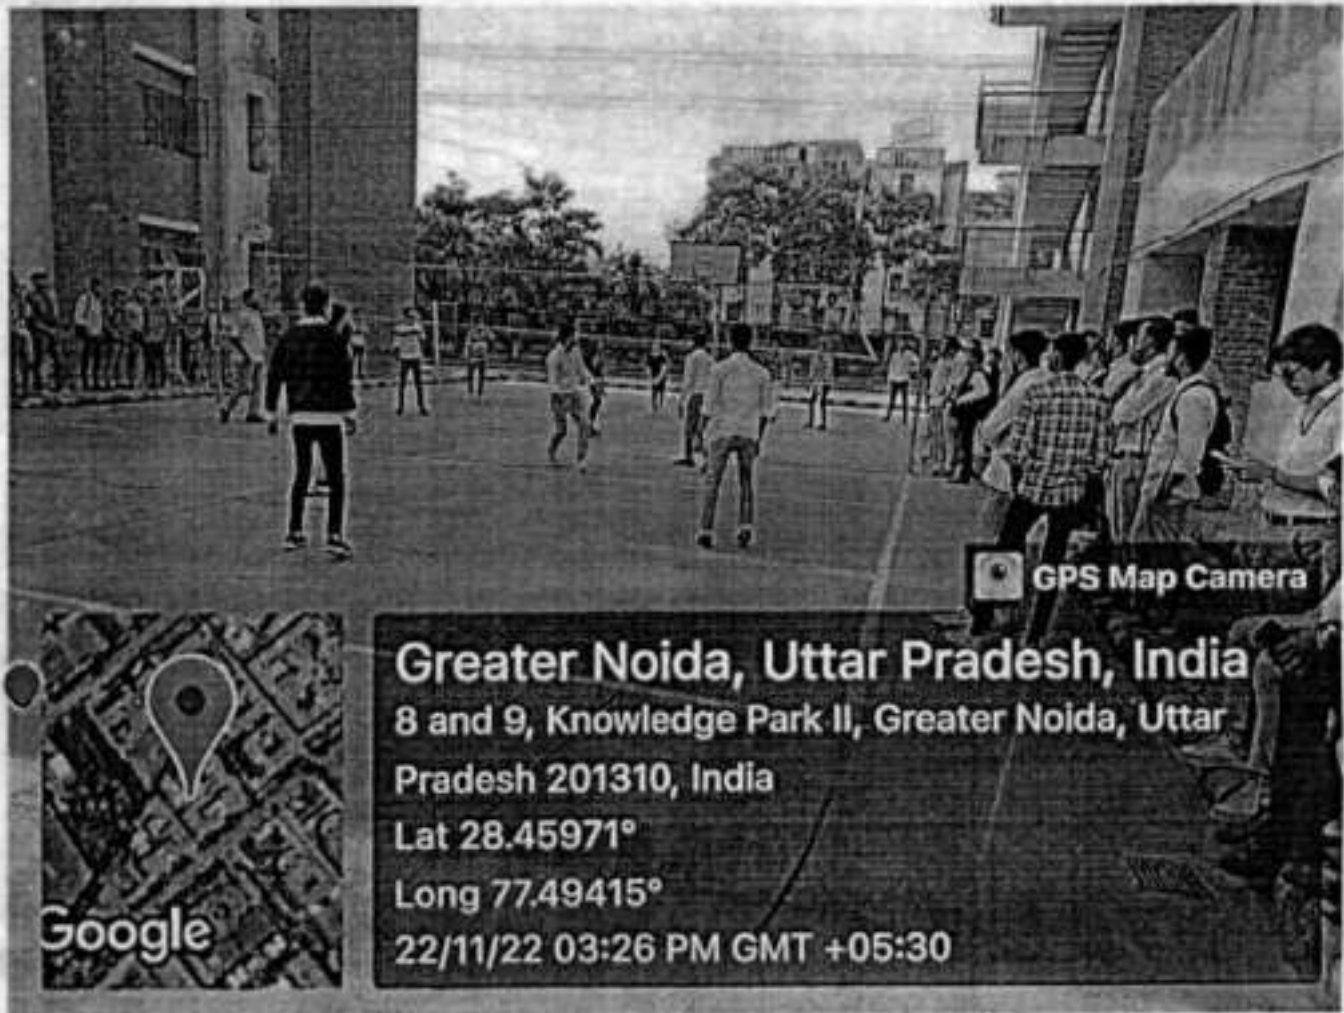 GPS Map Camera
Greater Noida, Uttar Pradesh, India
8 and 9, Knowledge Park II, Greater Noida, Uttar
Pradesh 201310, India
Lat 28.45971°
Long 77.49415°
22/11/22 03:26 PM GMT +05:30
Google